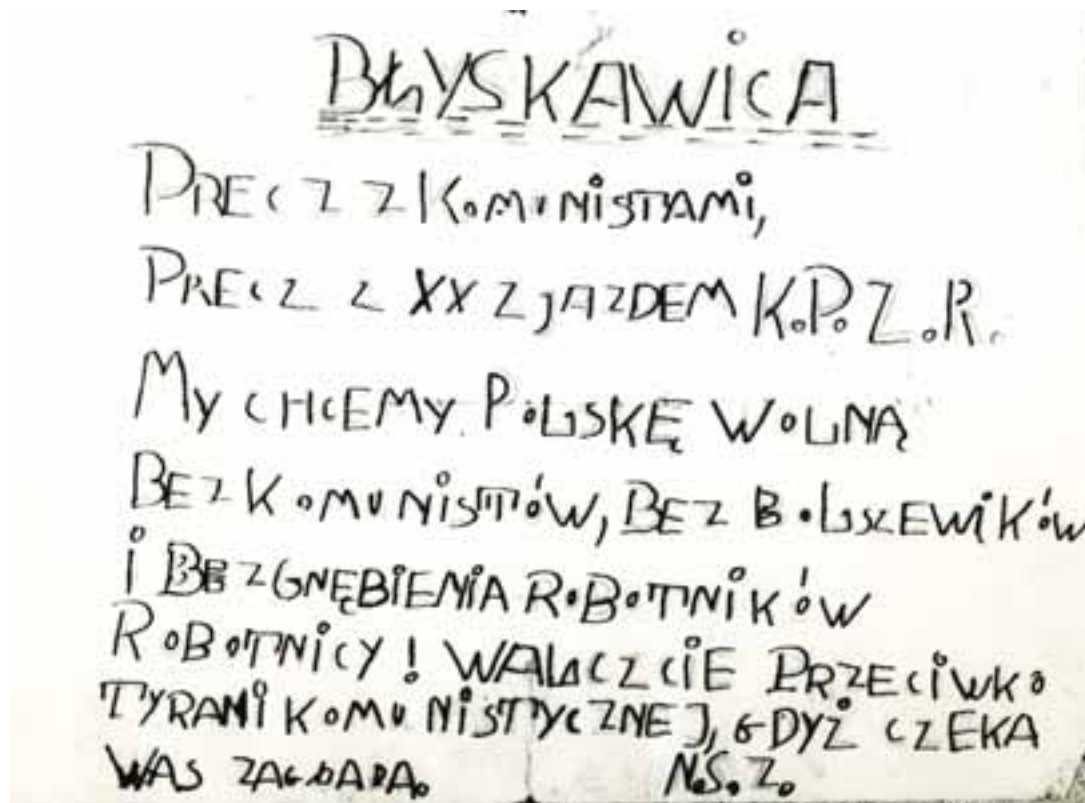 BŁYSKAWICA
PRECZ Z KOMUNISTAMI,
PRECZ Z XX ZJAZDEM K.P.Z.R.
MY CHCEMY POLSKĘ WOLNĄ
BEZ KOMUNISTÓW, BEZ BOLSZEWIKÓW
I BEZ GNĘBIENIA ROBOTNIKÓW
ROBOTNICY! WALCZCIE PRZECIWKO
TYRANI KOMUNISTYCZNEJ, GDYŻ CZEKA
WAS ZAGŁADA. N.S.Z.